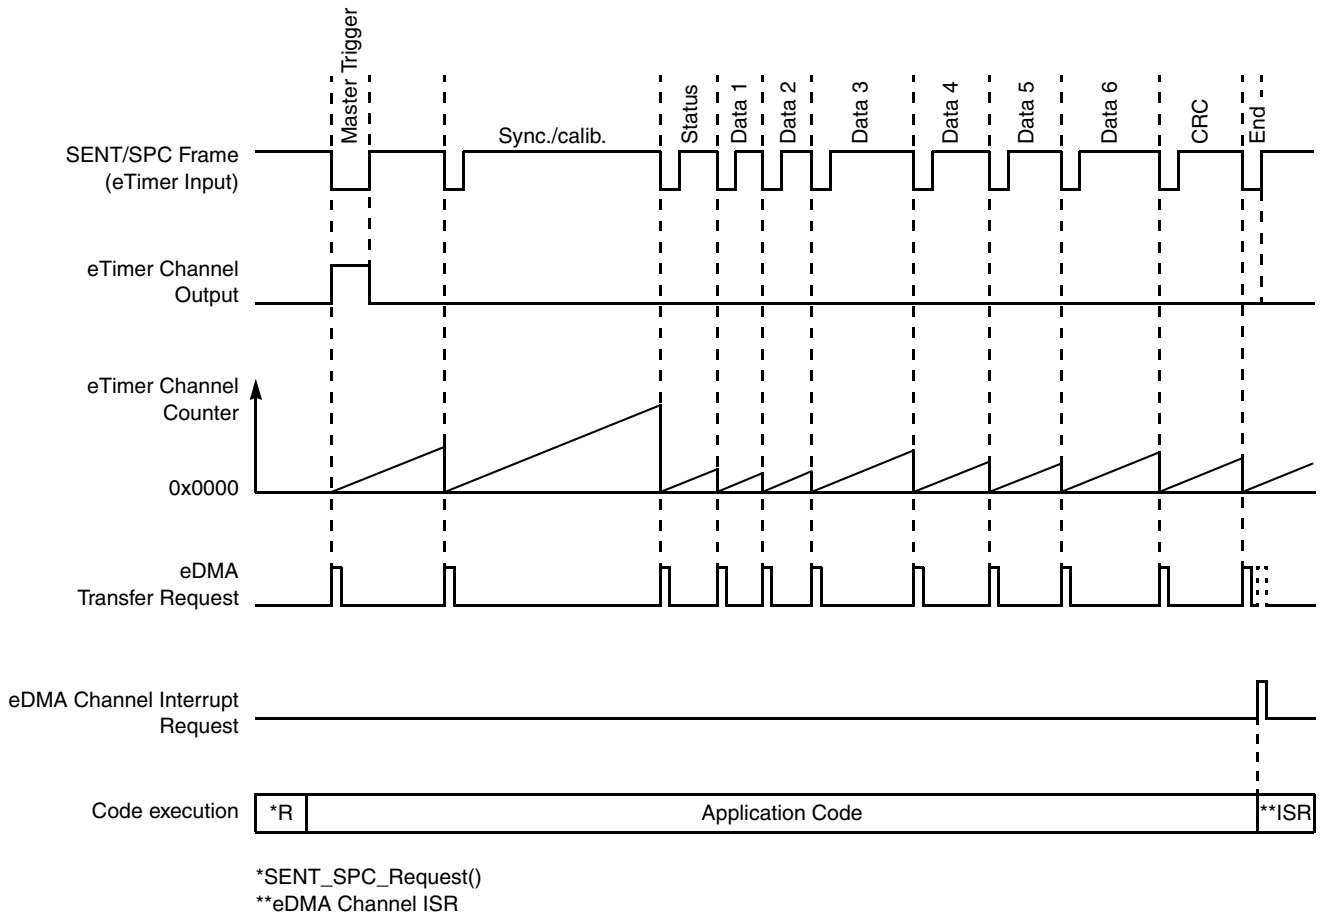 Master Trigger
Sync./calib.
Status
Data 1
Data 2
Data 3
Data 4
Data 5
Data 6
CRC
End
SENT/SPC Frame
(eTimer Input)
eTimer Channel
Output
eTimer Channel
Counter
0x0000
eDMA
Transfer Request
eDMA Channel Interrupt
Request
Code execution
*R
Application Code
**ISR
*SENT_SPC_Request()
**eDMA Channel ISR